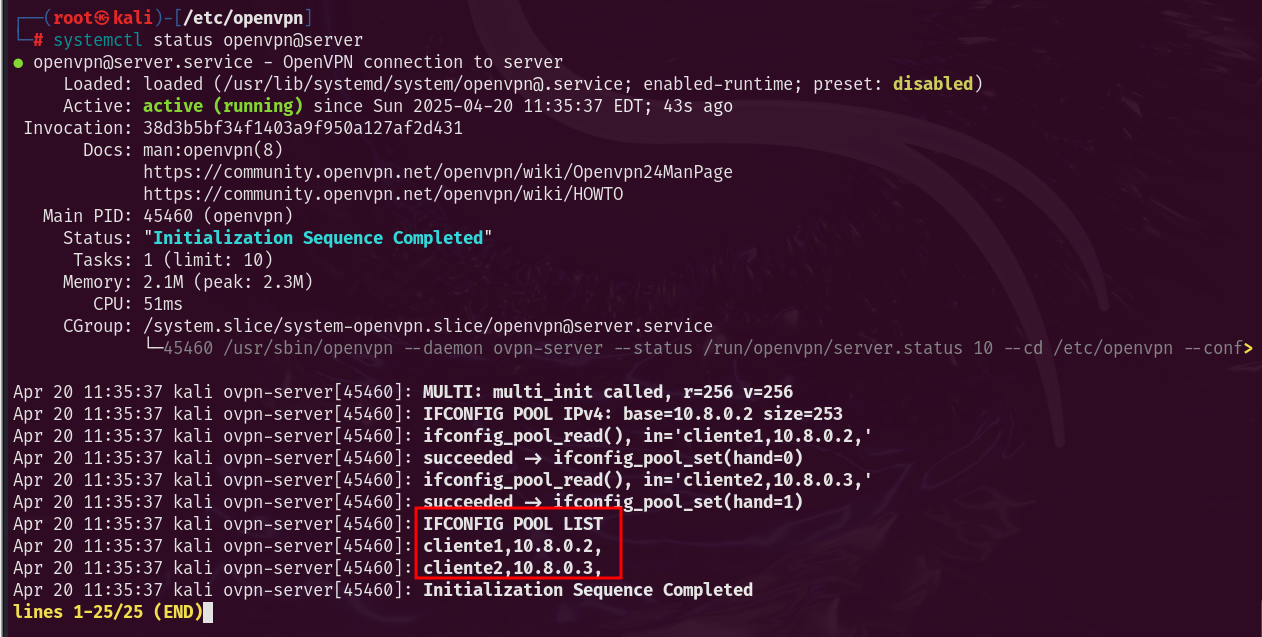 ┌──(root㉿kali)-[/etc/openvpn]
└─# systemctl status openvpn@server
● openvpn@server.service - OpenVPN connection to server
Loaded: loaded (/usr/lib/systemd/system/openvpn@.service; enabled-runtime; preset: disabled)
Active: active (running) since Sun 2025-04-20 11:35:37 EDT; 43s ago
Invocation: 38d3b5bf34f1403a9f950a127af2d431
Docs: man:openvpn(8)
https://community.openvpn.net/openvpn/wiki/Openvpn24ManPage
https://community.openvpn.net/openvpn/wiki/HOWTO
Main PID: 45460 (openvpn)
Status: "Initialization Sequence Completed"
Tasks: 1 (limit: 10)
Memory: 2.1M (peak: 2.3M)
CPU: 51ms
CGroup: /system.slice/system-openvpn.slice/openvpn@server.service
└─45460 /usr/sbin/openvpn --daemon ovpn-server --status /run/openvpn/server.status 10 --cd /etc/openvpn --conf>
Apr 20 11:35:37 kali ovpn-server[45460]: MULTI: multi_init called, r=256 v=256
Apr 20 11:35:37 kali ovpn-server[45460]: IFCONFIG POOL IPv4: base=10.8.0.2 size=253
Apr 20 11:35:37 kali ovpn-server[45460]: ifconfig_pool_read(), in='cliente1,10.8.0.2,'
Apr 20 11:35:37 kali ovpn-server[45460]: succeeded -> ifconfig_pool_set(hand=0)
Apr 20 11:35:37 kali ovpn-server[45460]: ifconfig_pool_read(), in='cliente2,10.8.0.3,'
Apr 20 11:35:37 kali ovpn-server[45460]: succeeded -> ifconfig_pool_set(hand=1)
Apr 20 11:35:37 kali ovpn-server[45460]: IFCONFIG POOL LIST
Apr 20 11:35:37 kali ovpn-server[45460]: cliente1,10.8.0.2,
Apr 20 11:35:37 kali ovpn-server[45460]: cliente2,10.8.0.3,
Apr 20 11:35:37 kali ovpn-server[45460]: Initialization Sequence Completed
lines 1-25/25 (END)